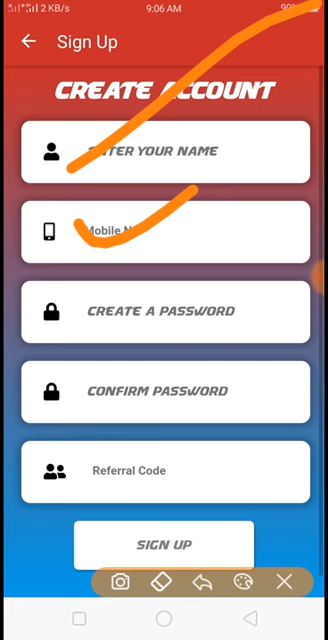 2 KB/s
9:06 AM
Sign Up
CREATE ACCOUNT
ENTER YOUR NAME
Mobile
CREATE A PASSWORD
CONFIRM PASSWORD
Referral Code
SIGN UP